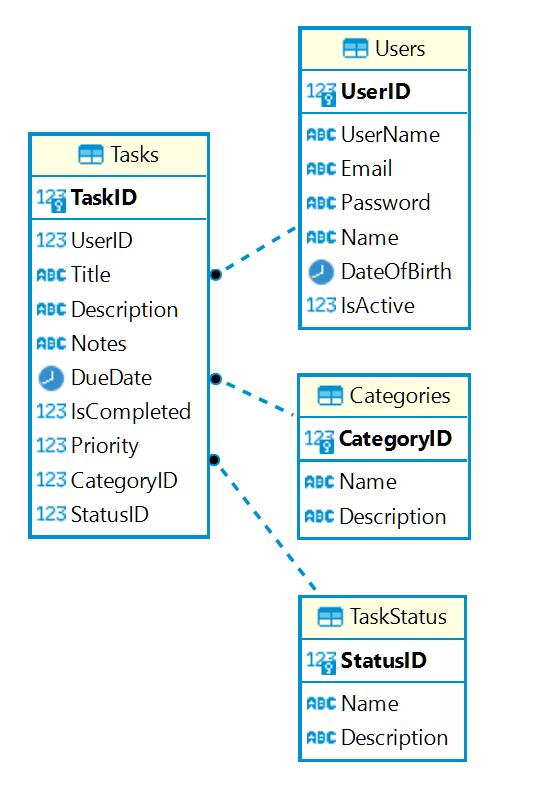 Users
123 UserID
ABC UserName
ABC Email
ABC Password
ABC Name
DateOfBirth
123 IsActive
Tasks
123 TaskID
123 UserID
ABC Title
ABC Description
ABC Notes
DueDate
123 IsCompleted
123 Priority
123 CategoryID
123 StatusID
Categories
123 CategoryID
ABC Name
ABC Description
TaskStatus
123 StatusID
ABC Name
ABC Description